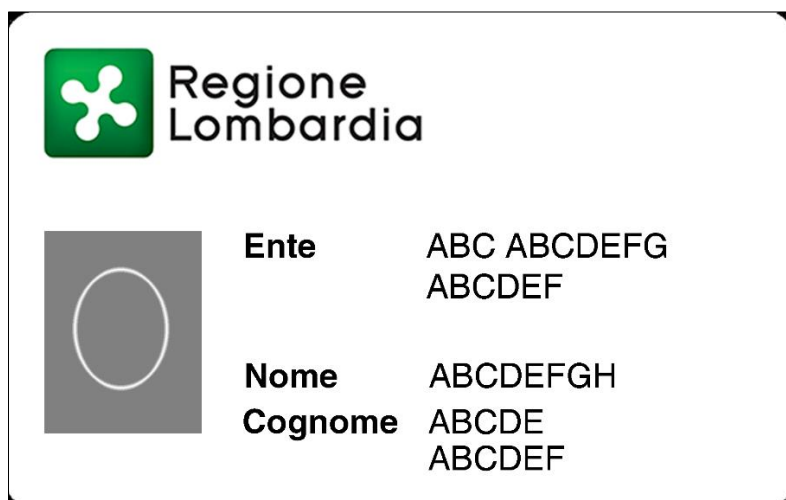 Regione
Lombardia
Ente ABC ABCDEFG
ABCDEF
Nome ABCDEFGH
Cognome ABCDE
ABCDEF